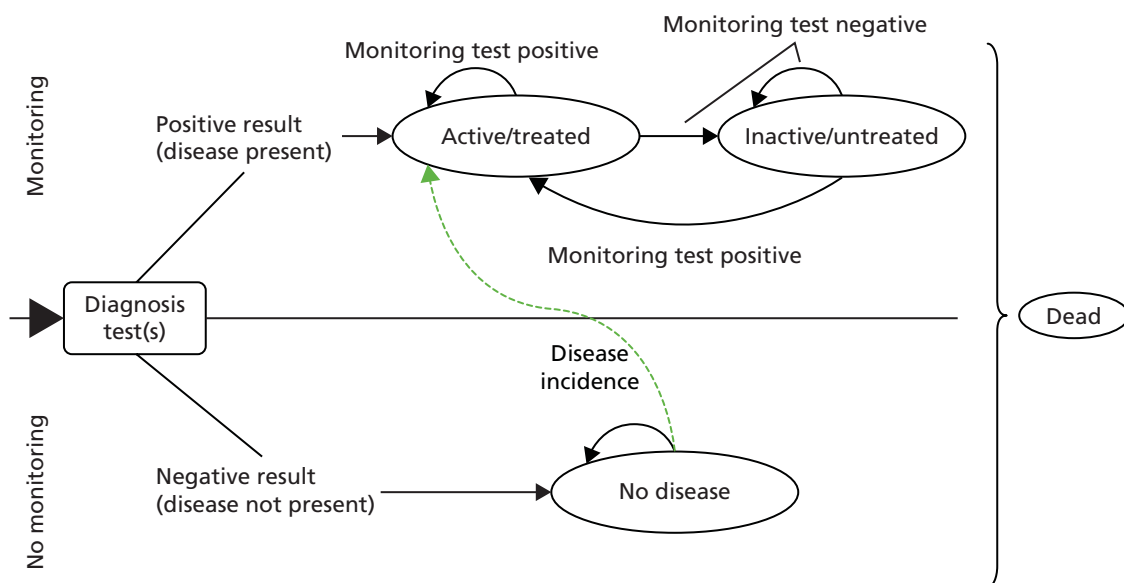 Monitoring test negative
Monitoring test positive
Monitoring
Positive result
(disease present)
Active/treated
Inactive/untreated
Monitoring test positive
Diagnosis
test(s)
Dead
Disease
incidence
No monitoring
Negative result
(disease not present)
No disease